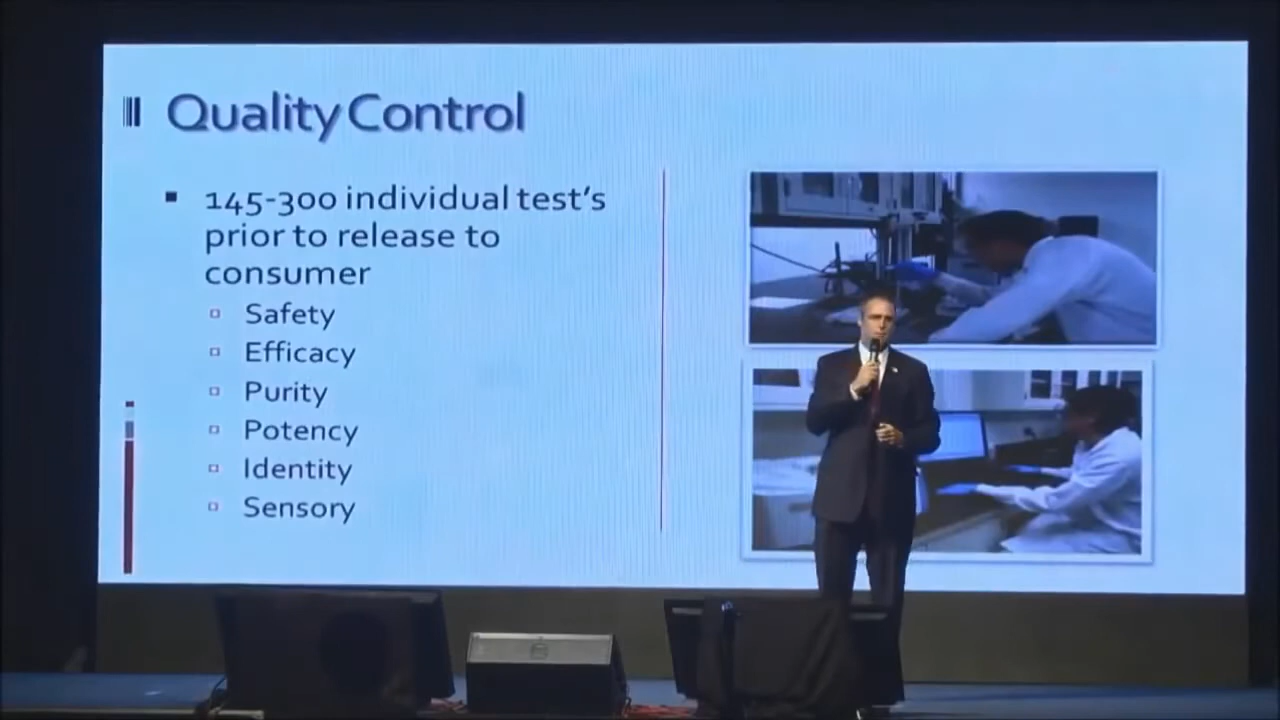 Quality Control
145-300 individual test's
prior to release to
consumer
Safety
Efficacy
Purity
Potency
Identity
Sensory